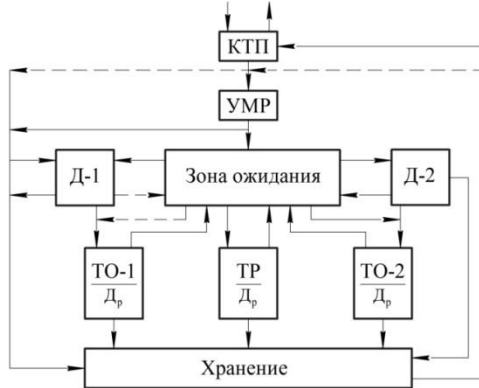 КТП
УМР
Д-1
Зона ожидания
Д-2
ТО-1
Др
ТР
Др
ТО-2
Др
Хранение